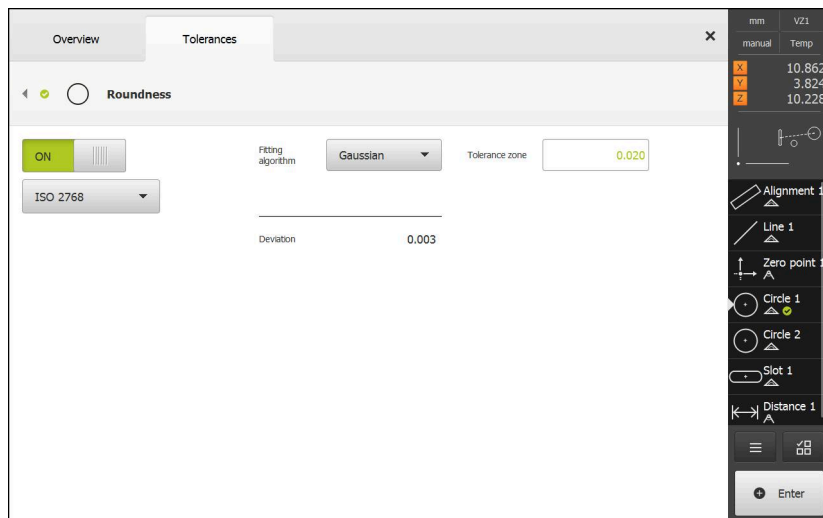 Overview
Tolerances
Roundness
ON
ISO 2768
Fitting
algorithm
Gaussian
Tolerance zone
0.020
Deviation
0.003
mm
VZ1
manual
Temp
X
10.862
Y
3.824
Z
10.228
Alignment 1
Line 1
Zero point 1
Circle 1
Circle 2
Slot 1
Distance 1
Enter